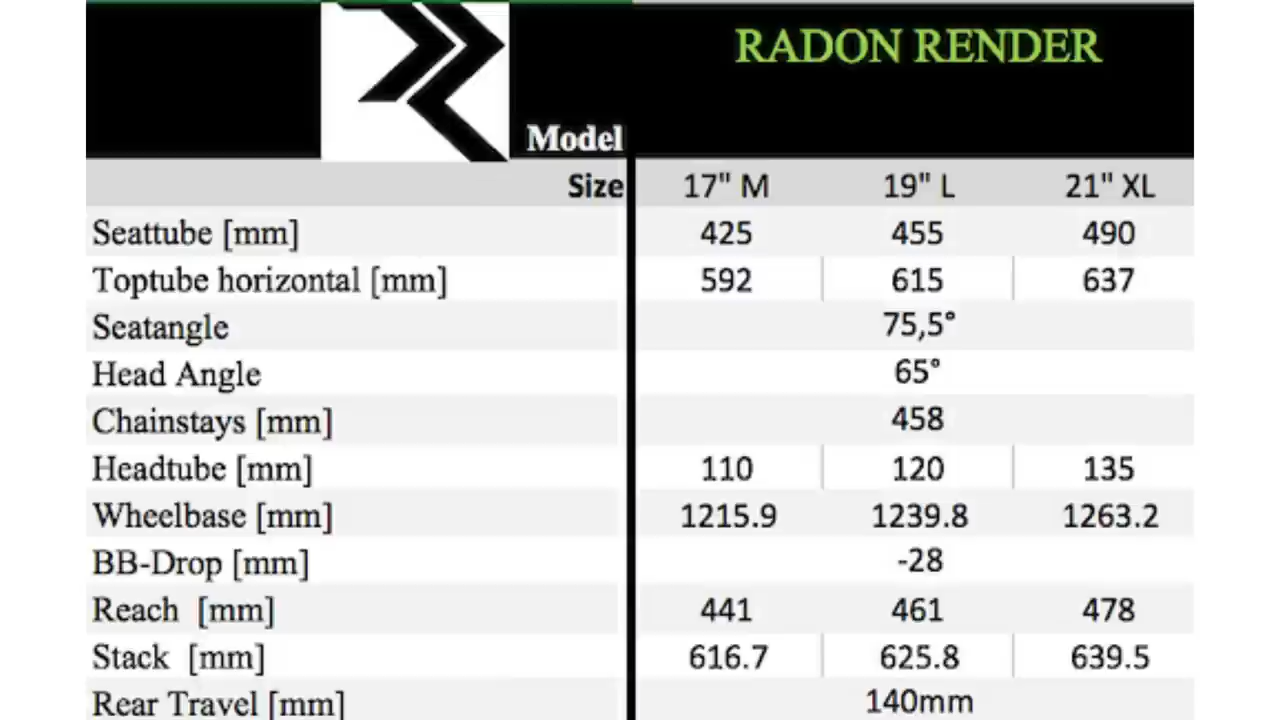 RADON RENDER
Model
Size 17" M 19" L 21" XL
Seattube [mm] 425 455 490
Toptube horizontal [mm] 592 615 637
Seatangle 75,5°
Head Angle 65°
Chainstays [mm] 458
Headtube [mm] 110 120 135
Wheelbase [mm] 1215.9 1239.8 1263.2
BB-Drop [mm] -28
Reach [mm] 441 461 478
Stack [mm] 616.7 625.8 639.5
Rear Travel [mm] 140mm